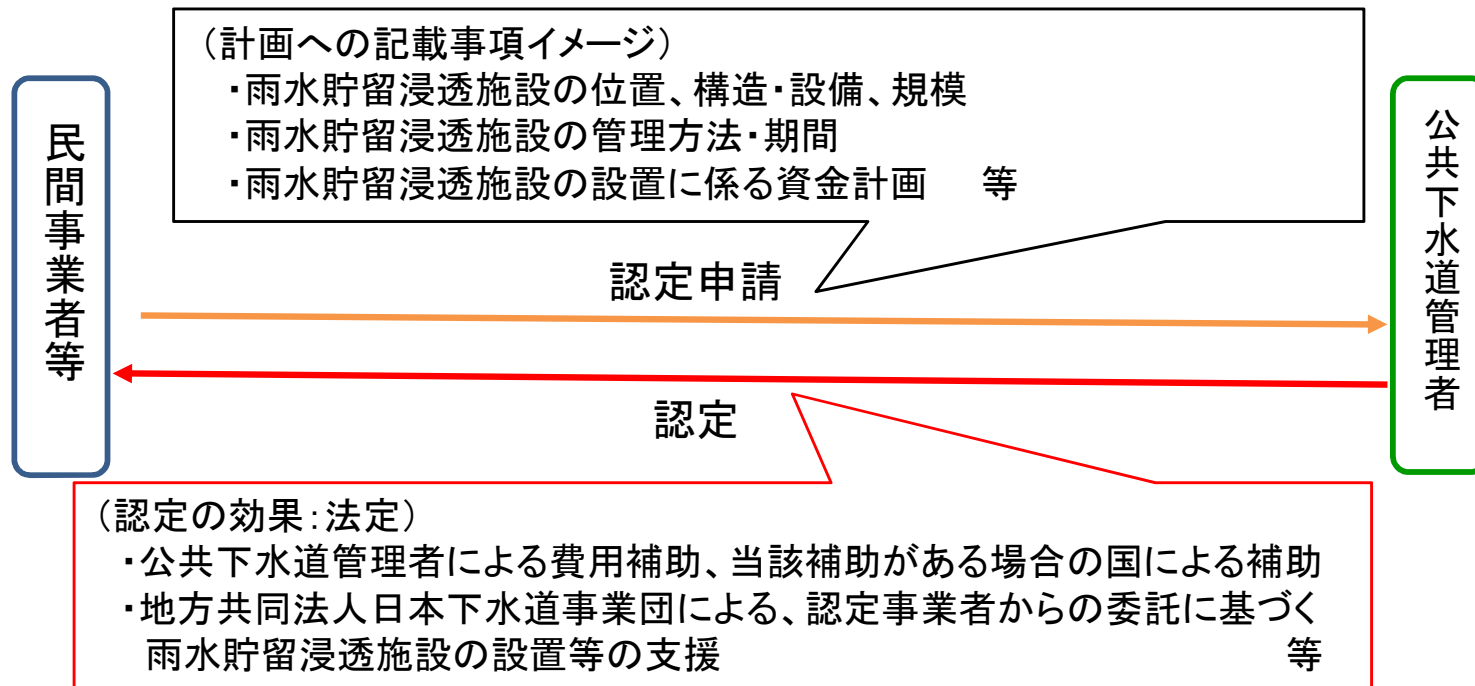 （計画への記載事項イメージ）
・雨水貯留浸透施設の位置、構造・設備、規模
・雨水貯留浸透施設の管理方法・期間
・雨水貯留浸透施設の設置に係る資金計画　等
民間事業者等
公共下水道管理者
認定申請
認定
（認定の効果：法定）
・公共下水道管理者による費用補助、当該補助がある場合の国による補助
・地方共同法人日本下水道事業団による、認定事業者からの委託に基づく
雨水貯留浸透施設の設置等の支援　等